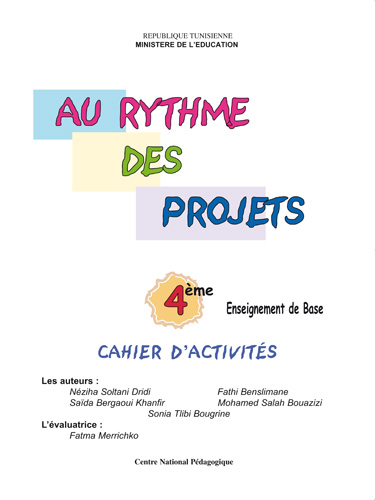 REPUBLIQUE TUNISIENNE
MINISTERE DE L'EDUCATION
AU RYTHME
DES
PROJETS
4ème
Enseignement de Base
CAHIER D'ACTIVITÉS
Les auteurs :
Néziha Soltani Dridi Fathi Benslimane
Saïda Bergaoui Khanfir Mohamed Salah Bouazizi
Sonia Tlibi Bougrine
L'évaluatrice :
Fatma Merrichko
Centre National Pédagogique